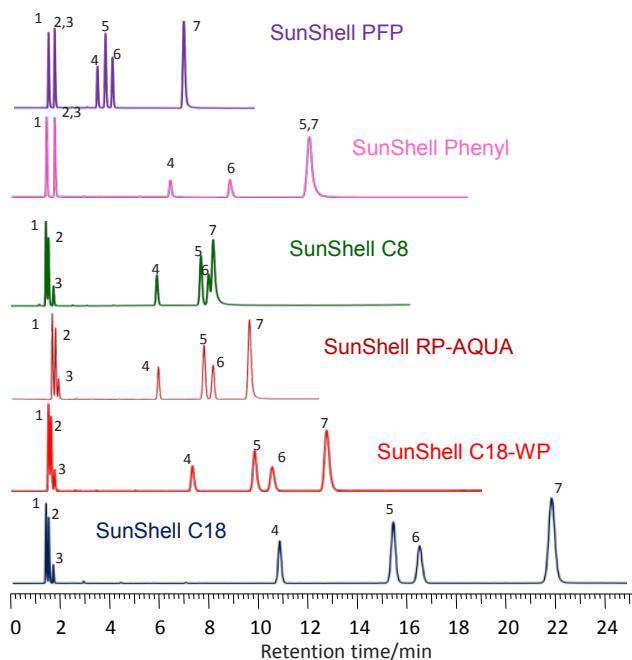 1 2,3 4 5 6 7 SunShell PFP
1 2,3 4 6 5,7 SunShell Phenyl
1 2 3 4 5 6 7 SunShell C8
1 2 3 4 5 6 7 SunShell RP-AQUA
1 2 3 4 5 6 7 SunShell C18-WP
1 2 3 SunShell C18 4 5 6 7
0 2 4 6 8 10 12 14 16 18 20 22 24
Retention time/min